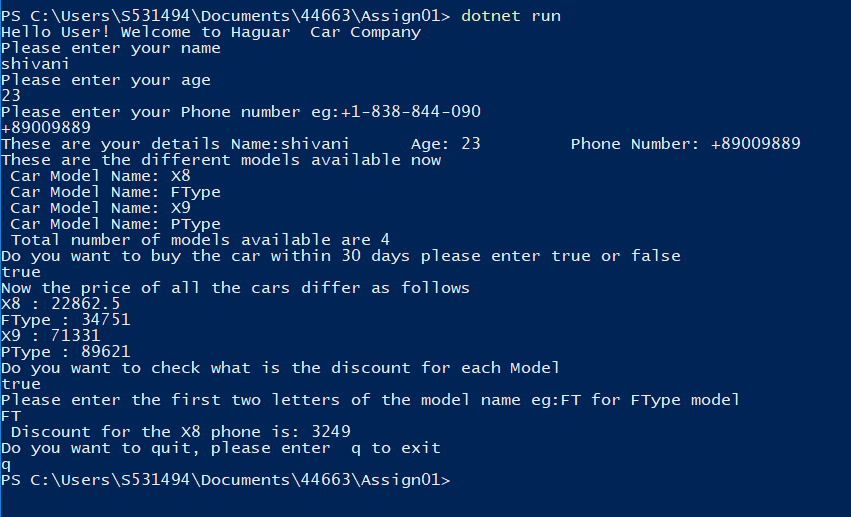 PS C:\Users\S531494\Documents\44663\Assign01> dotnet run
Hello User! Welcome to Haguar  Car Company
Please enter your name
shivani
Please enter your age
23
Please enter your Phone number eg:+1-838-844-090
+89009889
These are your details Name:shivani      Age: 23         Phone Number: +89009889
These are the different models available now
 Car Model Name: X8
 Car Model Name: FType
 Car Model Name: X9
 Car Model Name: PType
 Total number of models available are 4
Do you want to buy the car within 30 days please enter true or false
true
Now the price of all the cars differ as follows
X8 : 22862.5
FType : 34751
X9 : 71331
PType : 89621
Do you want to check what is the discount for each Model
true
Please enter the first two letters of the model name eg:FT for FType model
FT
 Discount for the X8 phone is: 3249
Do you want to quit, please enter  q to exit
q
PS C:\Users\S531494\Documents\44663\Assign01>